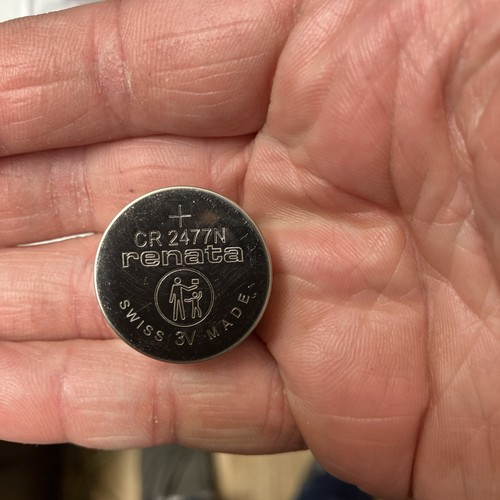 +
CR 2477N
renata
SWISS 3V MADE